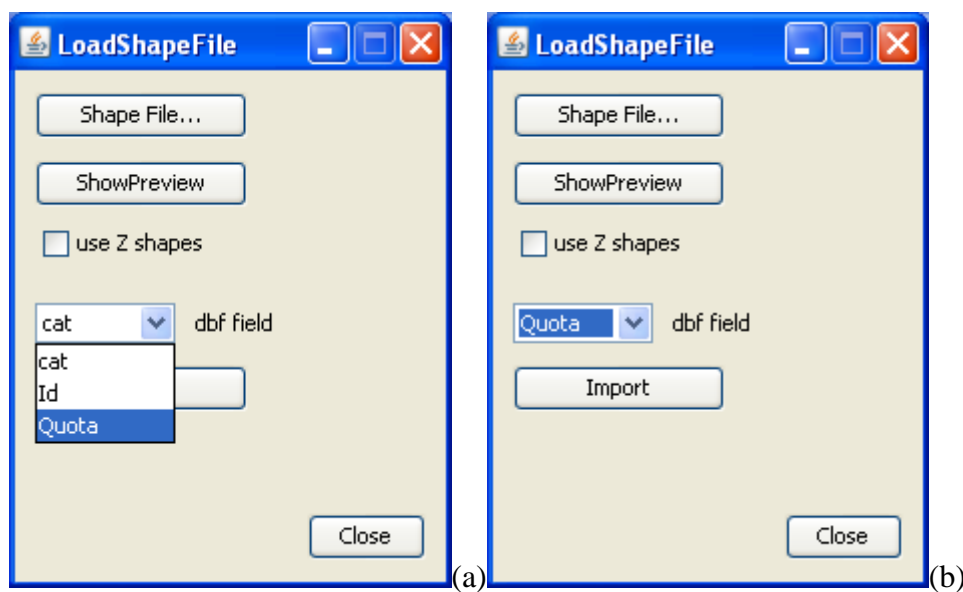 LoadShapeFile
Shape File...
ShowPreview
use Z shapes
cat dbf field
cat
Id
Quota
Close
(a)
LoadShapeFile
Shape File...
ShowPreview
use Z shapes
Quota dbf field
Import
Close
(b)